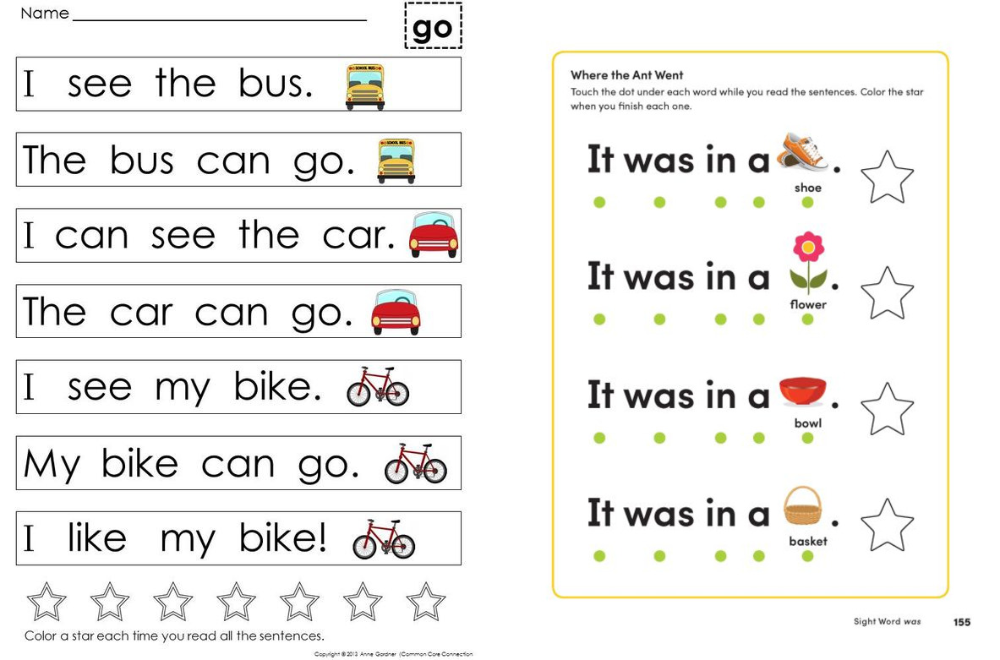 Name
go
I see the bus.
SCHOOL BUS
The bus can go.
SCHOOL BUS
I can see the car.
The car can go.
I see my bike.
My bike can go.
I like my bike!
Color a star each time you read all the sentences.
Copyright © 2013 Anne Gardner (Common Core Connection
Where the Ant Went
Touch the dot under each word while you read the sentences. Color the star
when you finish each one.
It was in a .
shoe
It was in a .
flower
It was in a .
bowl
It was in a .
basket
Sight Word was 155